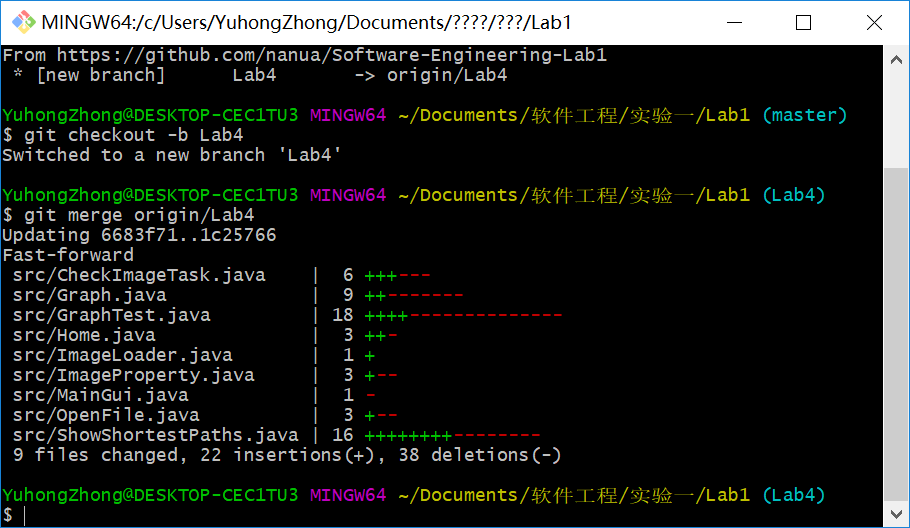 MINGW64:/c/Users/YuhongZhong/Documents/????/???/Lab1
From https://github.com/nanua/Software-Engineering-Lab1
 * [new branch]      Lab4       -> origin/Lab4
YuhongZhong@DESKTOP-CEC1TU3 MINGW64 ~/Documents/软件工程/实验一/Lab1 (master)
$ git checkout -b Lab4
Switched to a new branch 'Lab4'
YuhongZhong@DESKTOP-CEC1TU3 MINGW64 ~/Documents/软件工程/实验一/Lab1 (Lab4)
$ git merge origin/Lab4
Updating 6683f71..1c25766
Fast-forward
 src/CheckImageTask.java    |  6 +++---
 src/Graph.java             |  9 ++-------
 src/GraphTest.java         | 18 ++++--------------
 src/Home.java              |  3 ++-
 src/ImageLoader.java       |  1 +
 src/ImageProperty.java     |  3 +--
 src/MainGui.java           |  1 -
 src/OpenFile.java          |  3 +--
 src/ShowShortestPaths.java | 16 ++++++++--------
 9 files changed, 22 insertions(+), 38 deletions(-)
YuhongZhong@DESKTOP-CEC1TU3 MINGW64 ~/Documents/软件工程/实验一/Lab1 (Lab4)
$